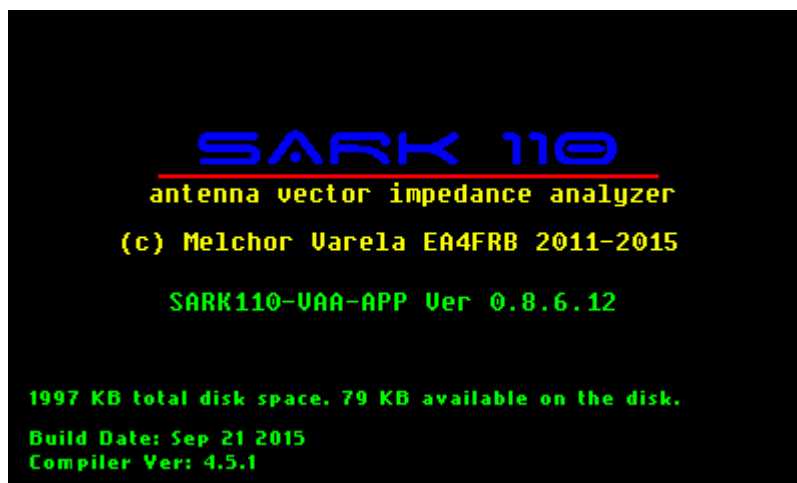 SARK 110
antenna vector impedance analyzer
(c) Melchor Varela EA4FRB 2011-2015
SARK110-VAA-APP Ver 0.8.6.12
1997 KB total disk space. 79 KB available on the disk.
Build Date: Sep 21 2015
Compiler Ver: 4.5.1